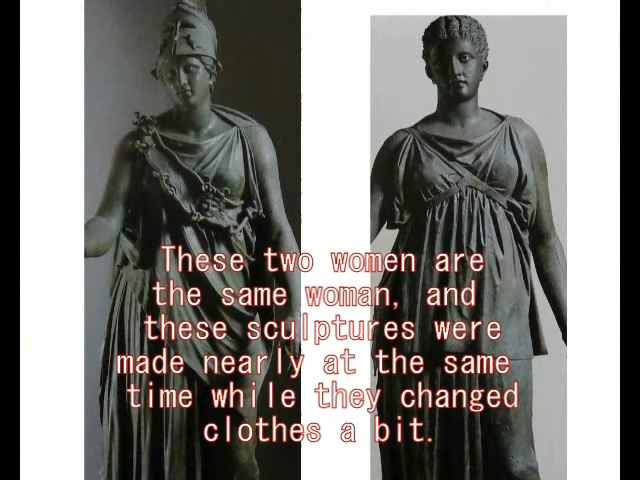 These two women are
the same woman, and
these sculptures were
made nearly at the same
time while they changed
clothes a bit.